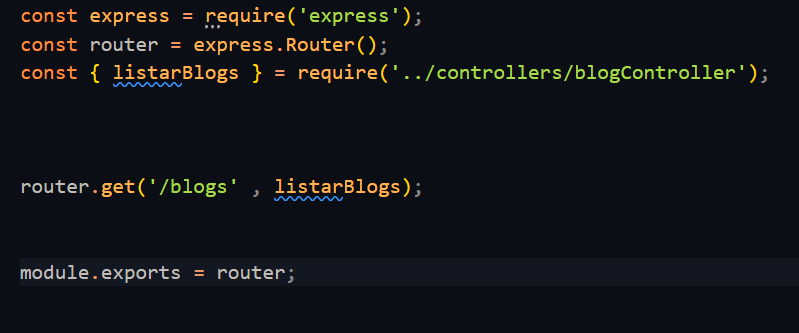 const express = require('express');
const router = express.Router();
const { listarBlogs } = require('../controllers/blogController');
router.get('/blogs' , listarBlogs);
module.exports = router;